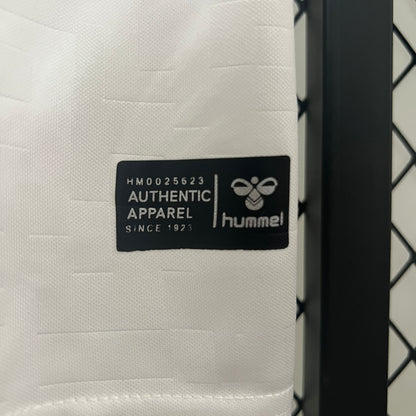 HM0025623
AUTHENTIC
APPAREL
SINCE 1923
hummel